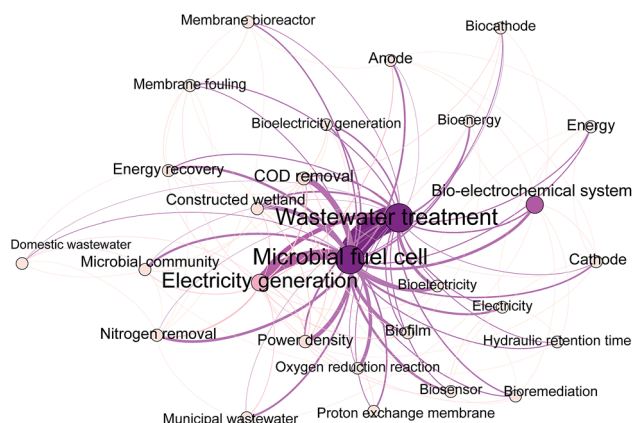 Membrane bioreactor
Biocathode
Anode
Membrane fouling
Bioelectricity generation
Bioenergy
Energy
Energy recovery
COD removal
Bio-electrochemical system
Constructed wetland
Wastewater treatment
Domestic wastewater
Microbial community
Microbial fuel cell
Cathode
Electricity generation
Bioelectricity
Electricity
Nitrogen removal
Power density
Biofilm
Hydraulic retention time
Oxygen reduction reaction
Biosensor
Bioremediation
Municipal wastewater
Proton exchange membrane